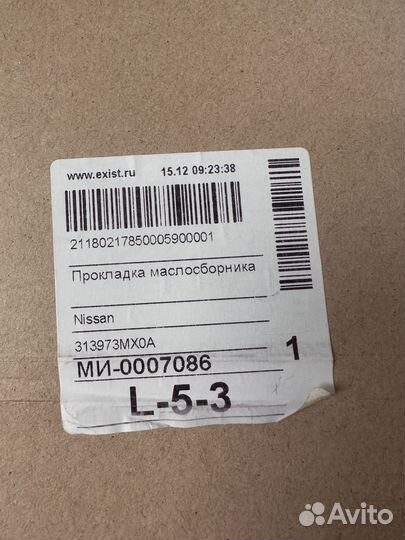 www.exist.ru 15.12 09:23:38
21180217850005900001
Прокладка маслосборника
Nissan
313973MX0A
1
МИ-0007086
L-5-3
Avito